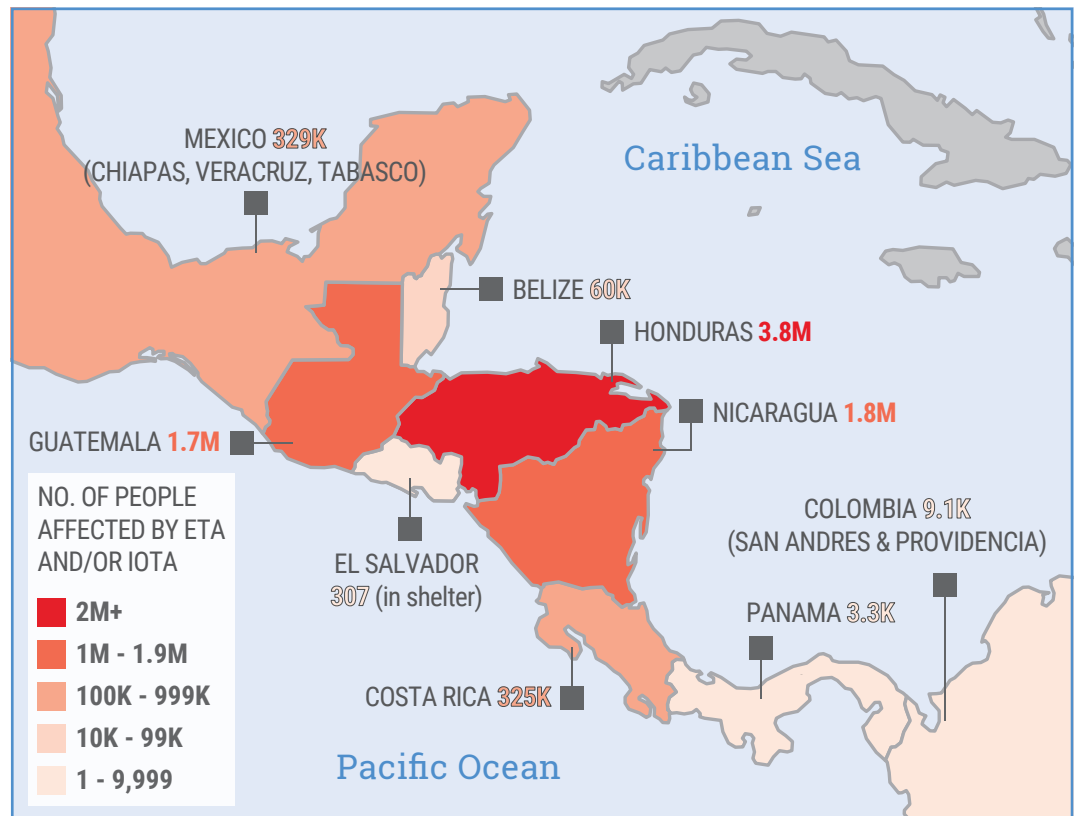 MEXICO 329K
(CHIAPAS, VERACRUZ, TABASCO)
Caribbean Sea
BELIZE 60K
HONDURAS 3.8M
NICARAGUA 1.8M
GUATEMALA 1.7M
NO. OF PEOPLE
AFFECTED BY ETA
AND/OR IOTA
2M+
1M - 1.9M
100K - 999K
10K - 99K
1 - 9,999
EL SALVADOR
307 (in shelter)
COLOMBIA 9.1K
(SAN ANDRES & PROVIDENCIA)
PANAMA 3.3K
COSTA RICA 325K
Pacific Ocean